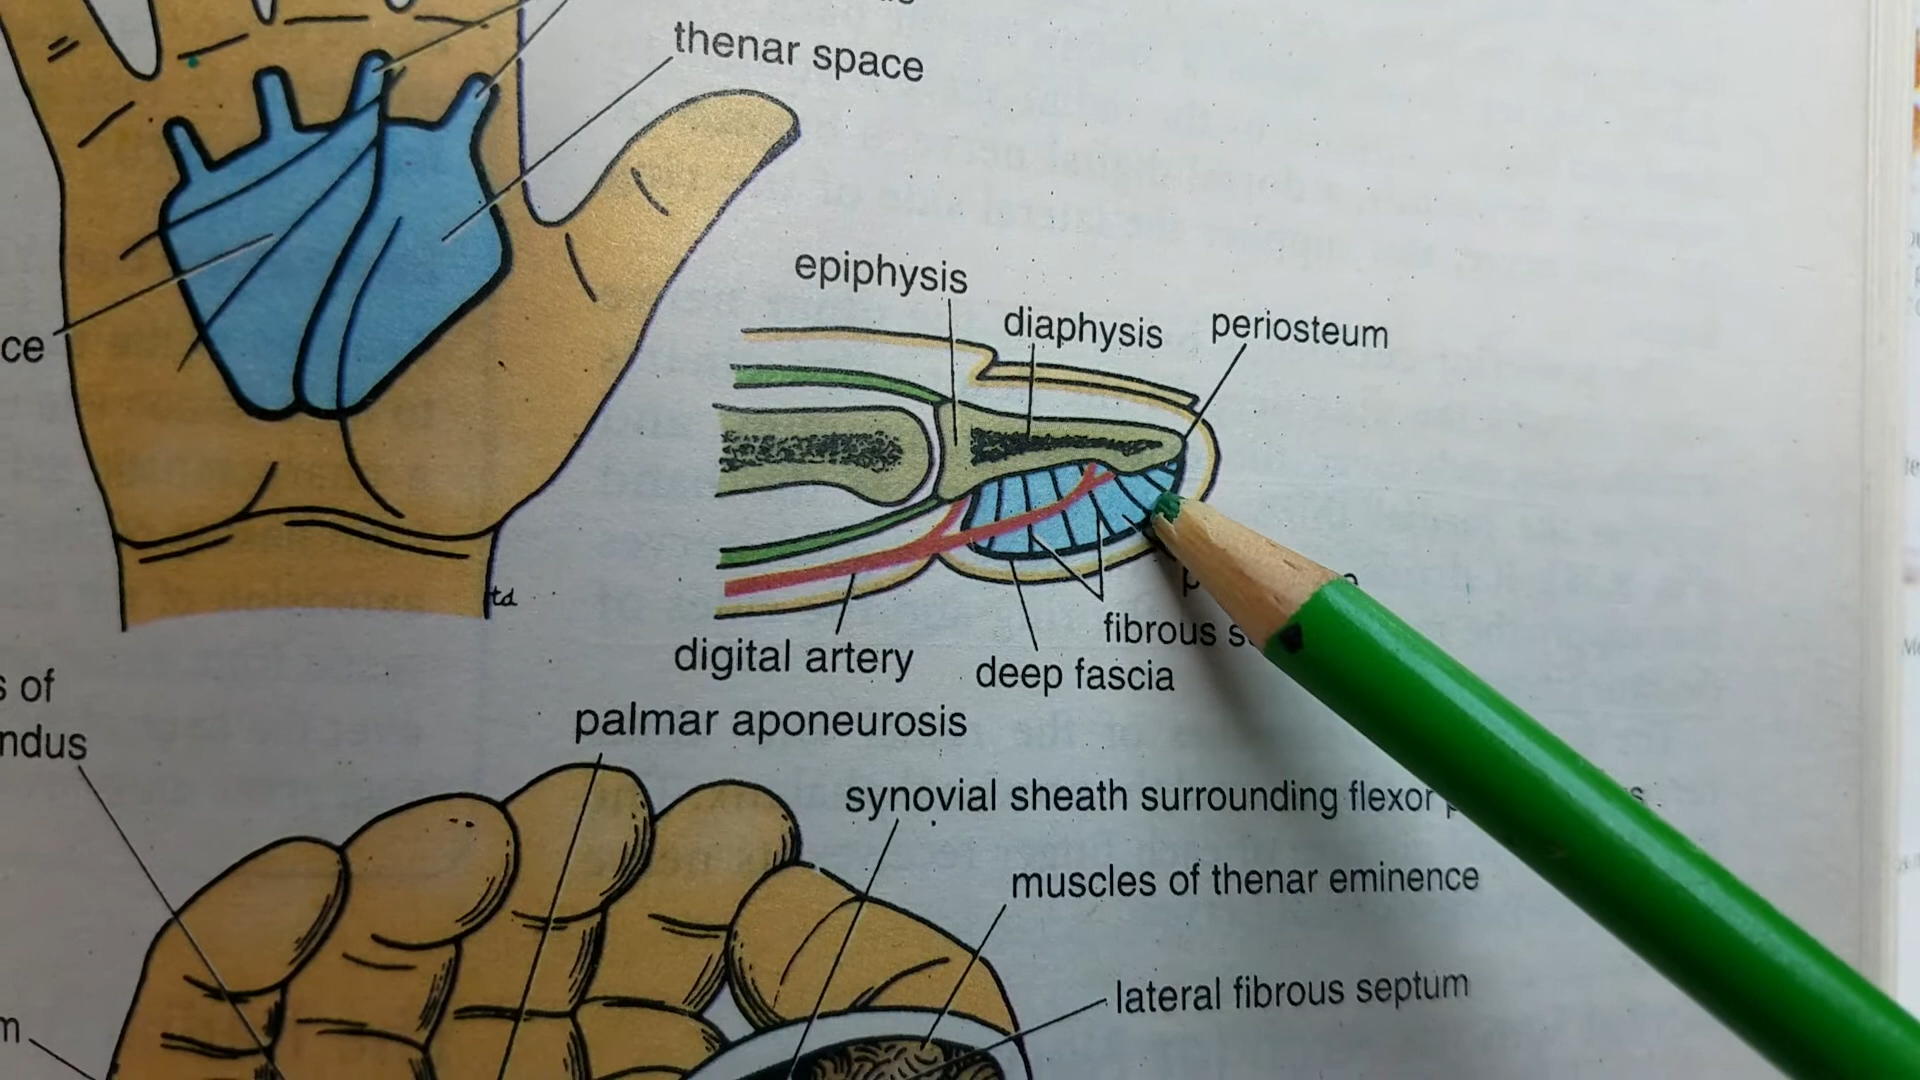 thenar space
epiphysis
diaphysis
periosteum
ce
td
digital artery
fibrous
deep fascia
s of
ndus
palmar aponeurosis
synovial sheath surrounding flexor
muscles of thenar eminence
lateral fibrous septum